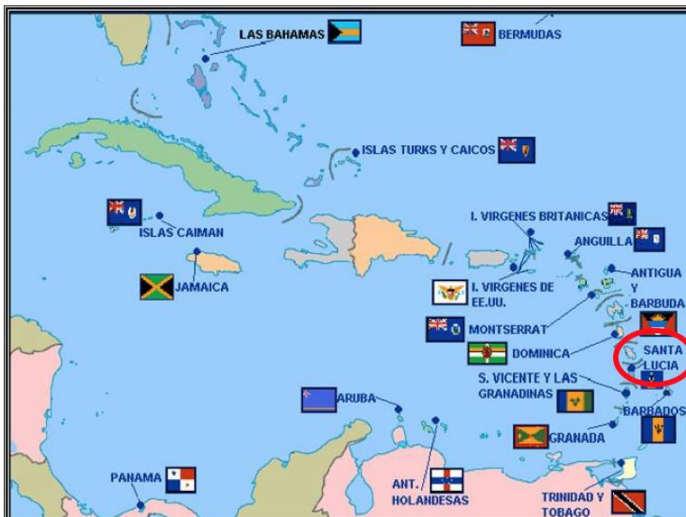 LAS BAHAMAS
BERMUDAS
ISLAS TURKS Y CAICOS
ISLAS CAIMAN
I. VIRGENES BRITANICAS
ANGUILLA
JAMAICA
I. VIRGENES DE
EE.UU.
ANTIGUA
Y
BARBUDA
MONTSERRAT
DOMINICA
SANTA
LUCIA
S. VICENTE Y LAS
GRANADINAS
ARUBA
BARBADOS
GRANADA
PANAMA
ANT.
HOLANDESAS
TRINIDAD Y
TOBAGO